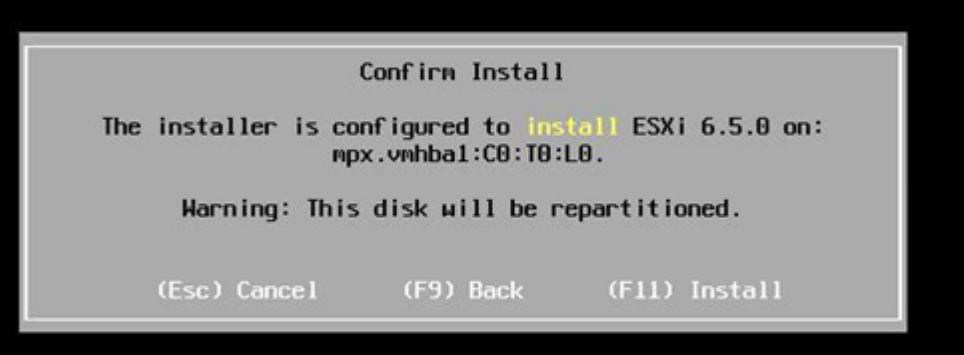 Confirm Install
The installer is configured to install ESXi 6.5.0 on:
mpx.vmhba1:C0:T0:L0.
Warning: This disk will be repartitioned.
(Esc) Cancel (F9) Back (F11) Install